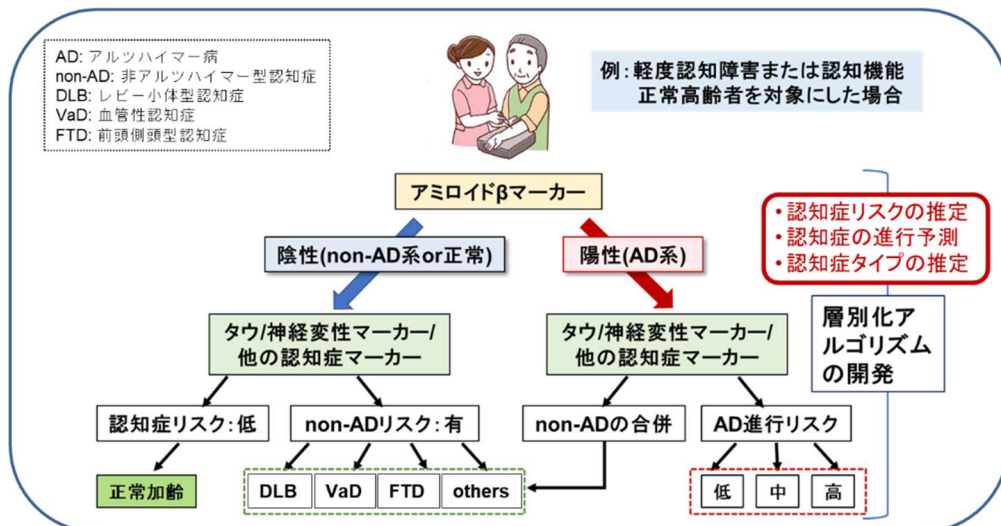 AD: アルツハイマー病
non-AD: 非アルツハイマー型認知症
DLB: レビー小体型認知症
VaD: 血管性認知症
FTD: 前頭側頭型認知症
例：軽度認知障害または認知機能
正常高齢者を対象にした場合
アミロイドβマーカー
陰性(non-AD系or正常)
陽性(AD系)
・認知症リスクの推定
・認知症の進行予測
・認知症タイプの推定
タウ/神経変性マーカー/
他の認知症マーカー
タウ/神経変性マーカー/
他の認知症マーカー
層別化ア
ルゴリズム
の開発
認知症リスク：低
non-ADリスク：有
non-ADの合併
AD進行リスク
正常加齢
DLB
VaD
FTD
others
低
中
高